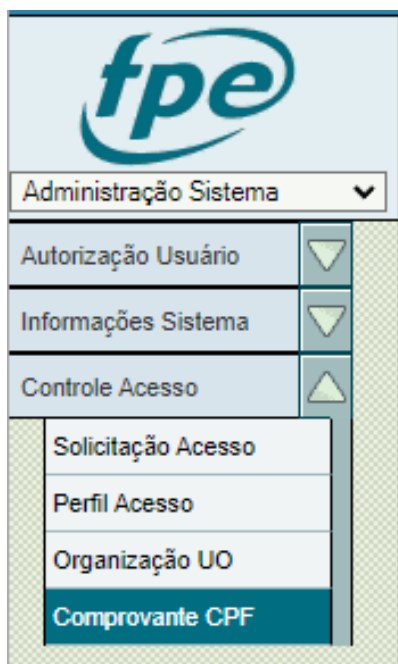 fpe
Administração Sistema
Autorização Usuário
Informações Sistema
Controle Acesso
Solicitação Acesso
Perfil Acesso
Organização UO
Comprovante CPF